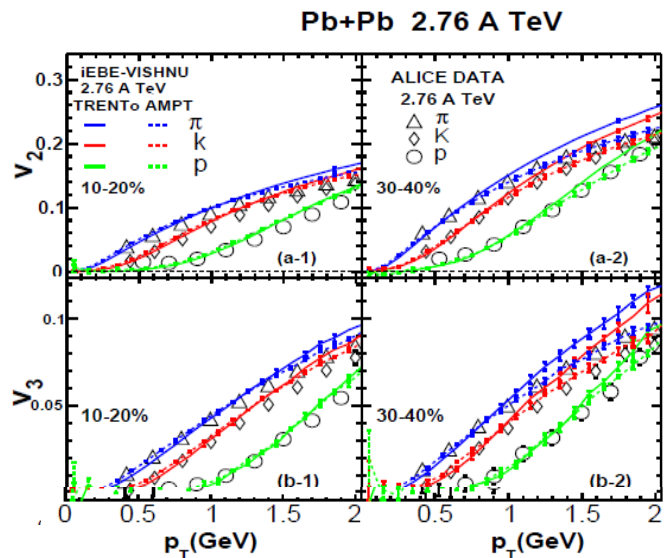 Pb+Pb 2.76 A TeV
iEBE-VISHNU
2.76 A TeV
TRENTo AMPT
π
k
p
10-20%
(a-1)
ALICE DATA
2.76 A TeV
π
K
p
30-40%
(a-2)
V2
0.3
0.2
0.1
0
10-20%
(b-1)
30-40%
(b-2)
V3
0.1
0.05
0 0.5 1 1.5 2 0.5 1 1.5 2
pT(GeV) pT(GeV)